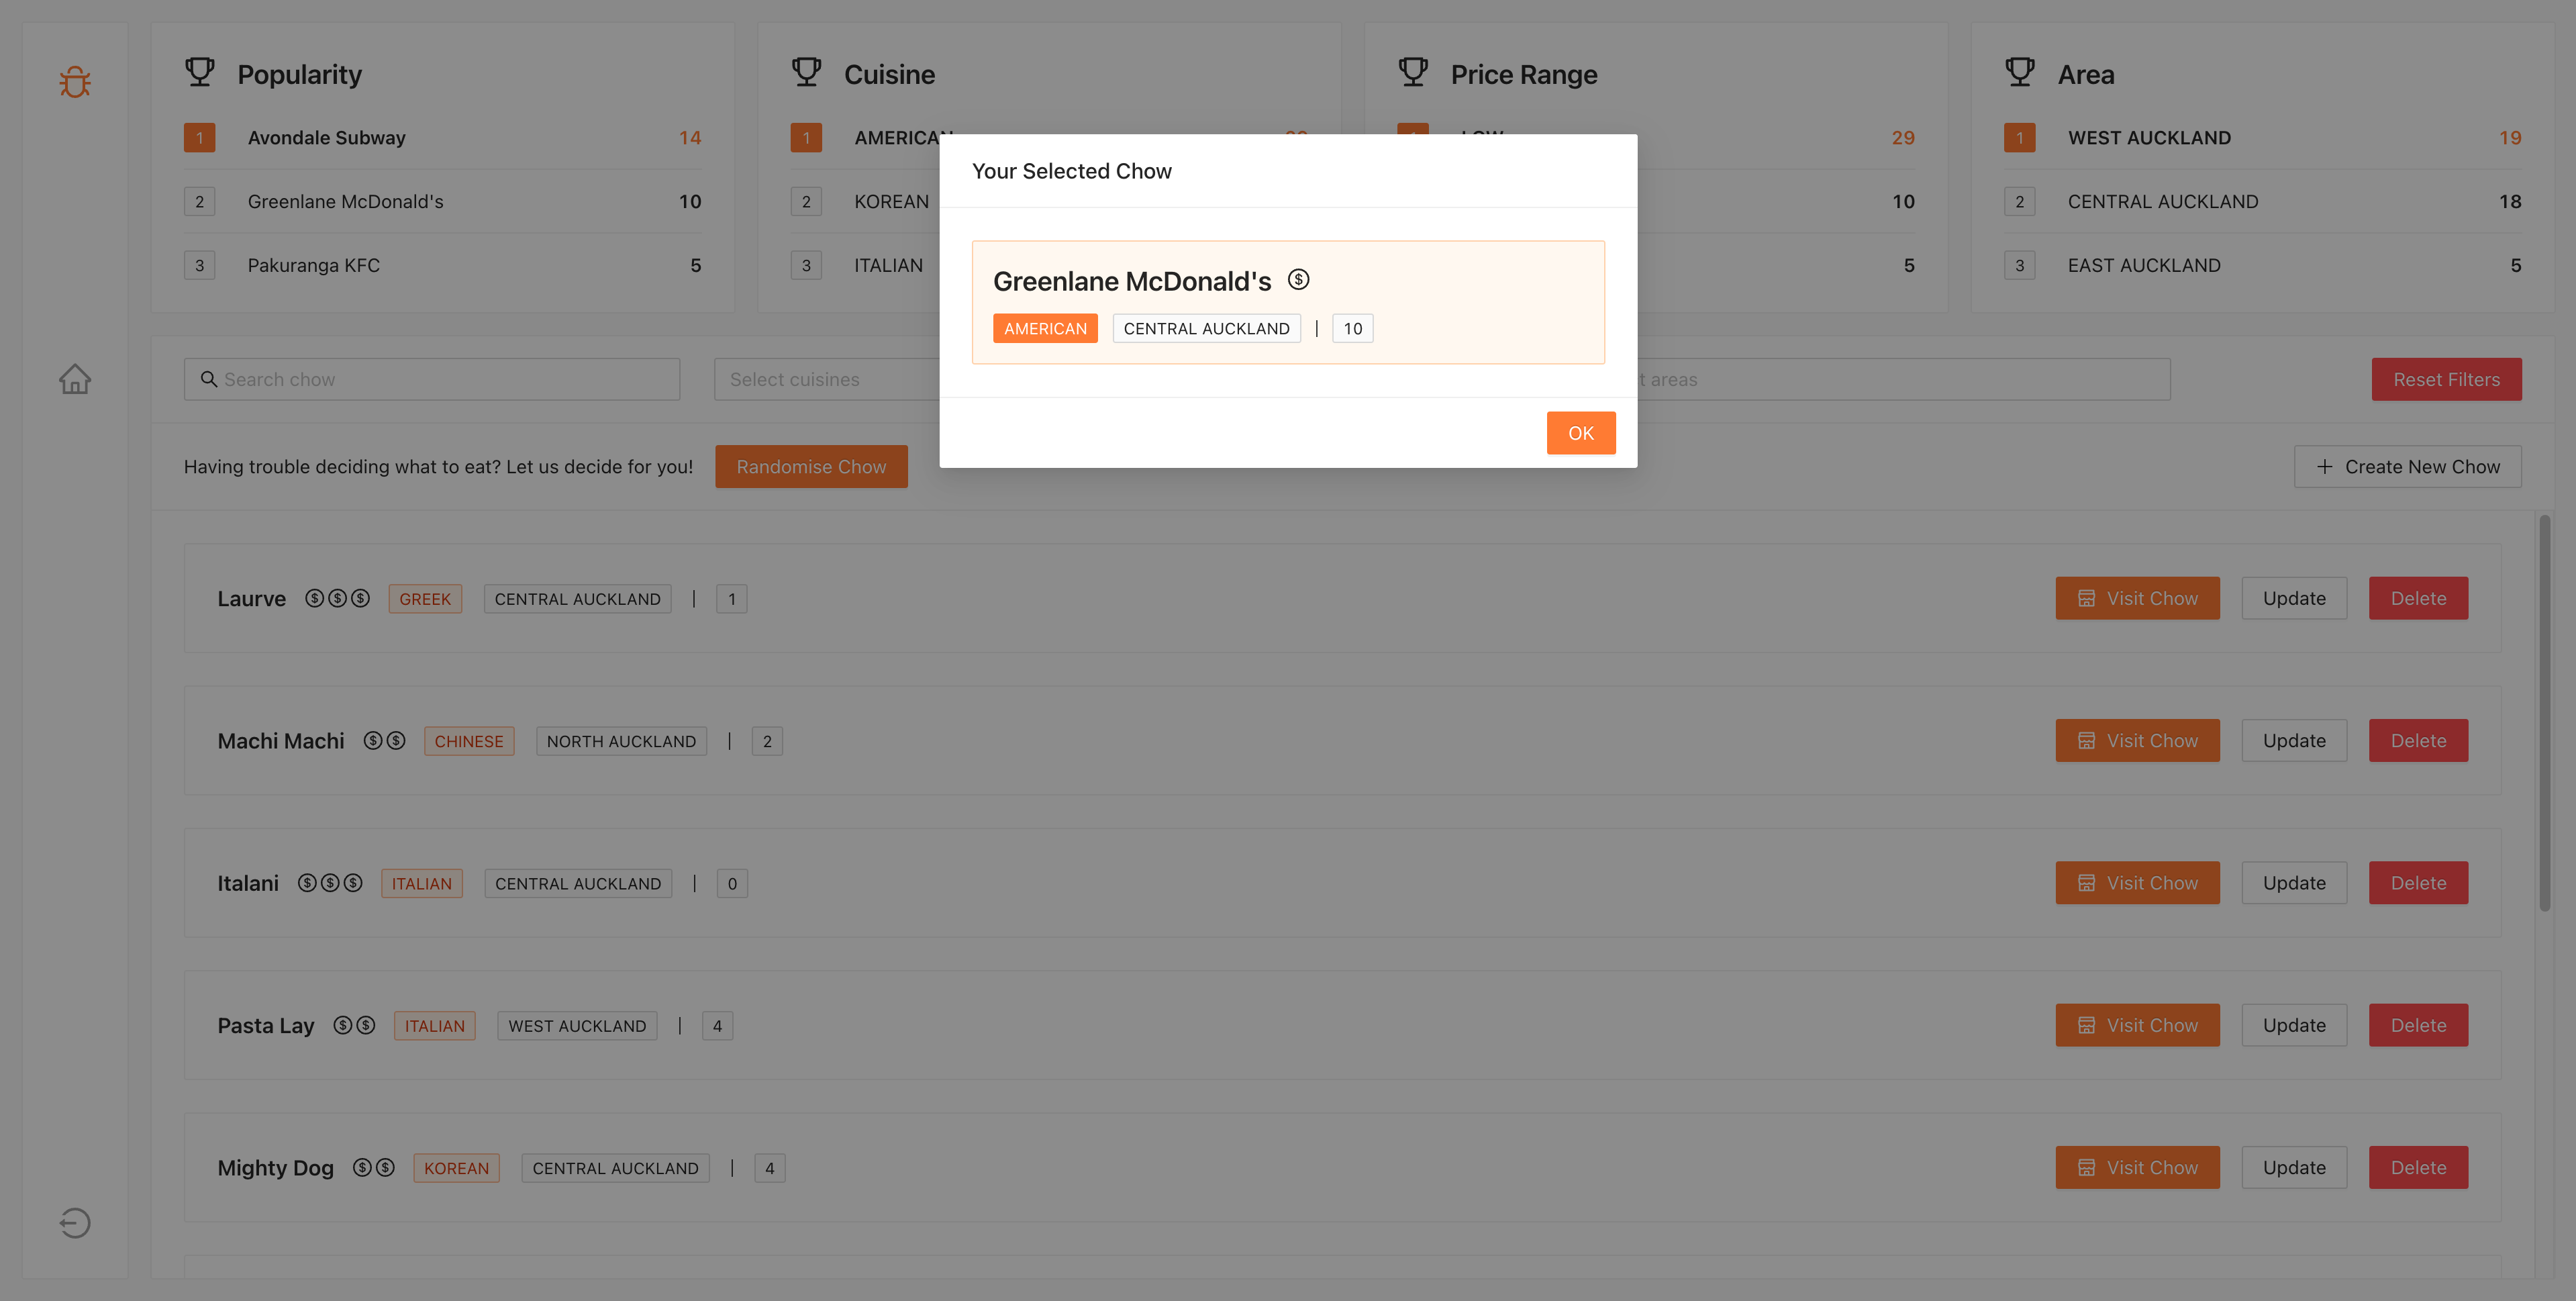 Popularity
1 Avondale Subway 14
2 Greenlane McDonald's 10
3 Pakuranga KFC 5
Cuisine
1 AMERICAN
2 KOREAN
3 ITALIAN
Price Range
29
10
5
Area
1 WEST AUCKLAND 19
2 CENTRAL AUCKLAND 18
3 EAST AUCKLAND 5
Your Selected Chow
Greenlane McDonald's
AMERICAN CENTRAL AUCKLAND | 10
OK
Search chow
Select cuisines
areas
Reset Filters
Having trouble deciding what to eat? Let us decide for you!
Randomise Chow
+ Create New Chow
Laurve $$$ GREEK CENTRAL AUCKLAND | 1 Visit Chow Update Delete
Machi Machi $$ CHINESE NORTH AUCKLAND | 2 Visit Chow Update Delete
Italani $$$ ITALIAN CENTRAL AUCKLAND | 0 Visit Chow Update Delete
Pasta Lay $$ ITALIAN WEST AUCKLAND | 4 Visit Chow Update Delete
Mighty Dog $$ KOREAN CENTRAL AUCKLAND | 4 Visit Chow Update Delete